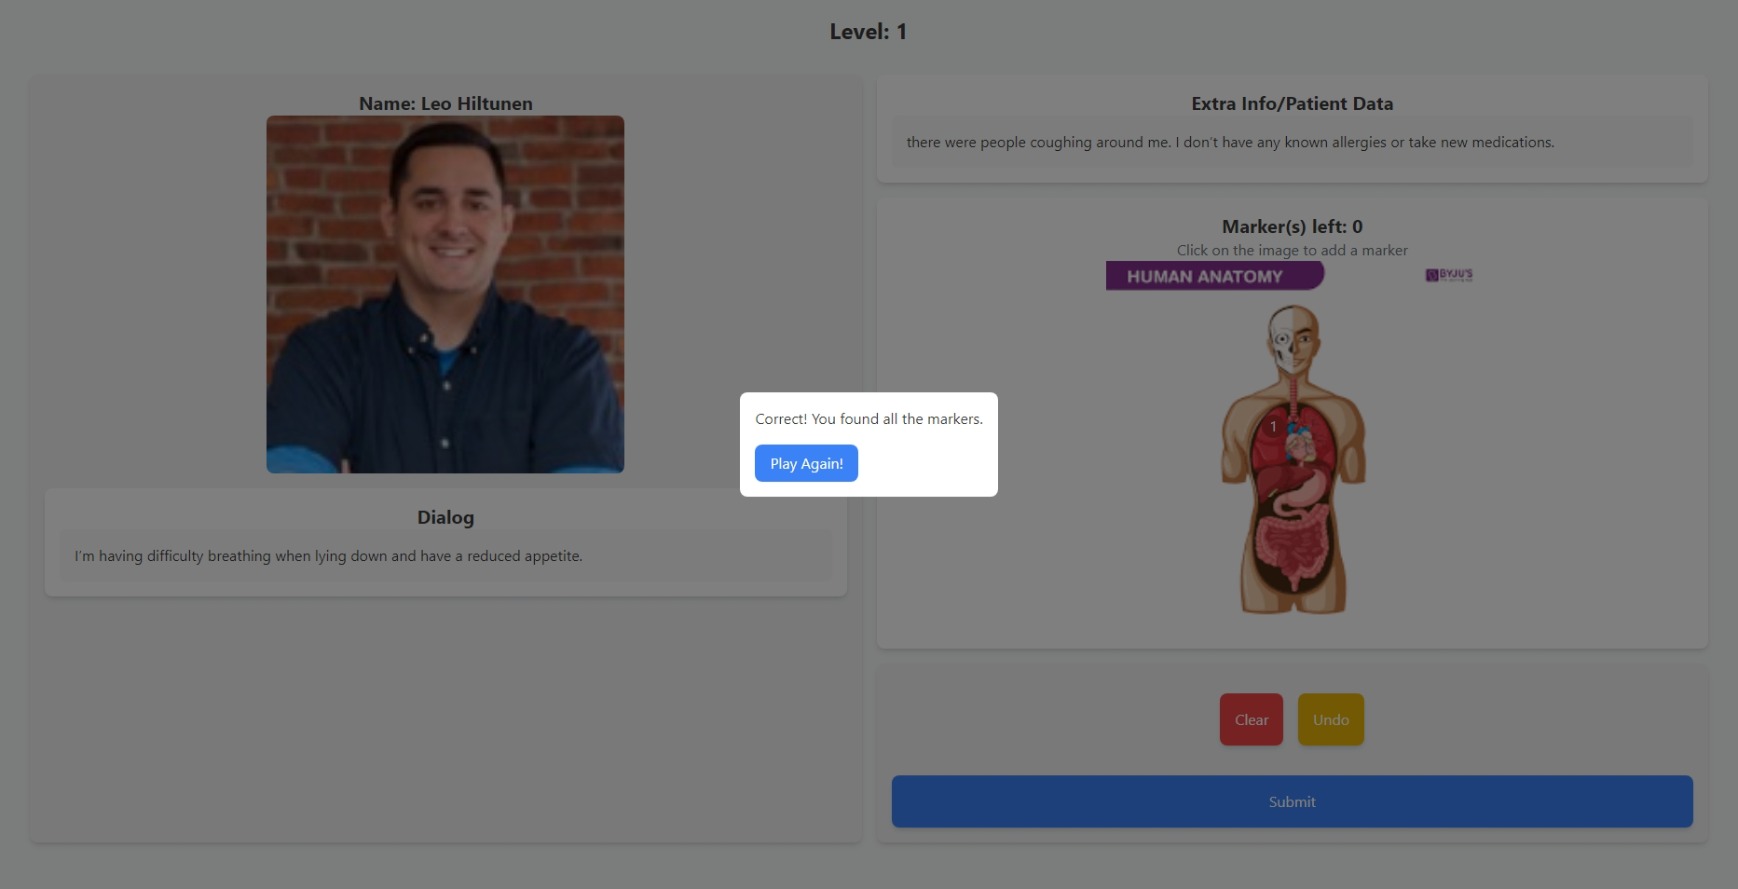 Level: 1
Name: Leo Hiltunen
Dialog
I'm having difficulty breathing when lying down and have a reduced appetite.
Extra Info/Patient Data
there were people coughing around me. I don't have any known allergies or take new medications.
Marker(s) left: 0
Click on the image to add a marker
HUMAN ANATOMY
BYJU'S
1
Correct! You found all the markers.
Play Again!
Clear
Undo
Submit